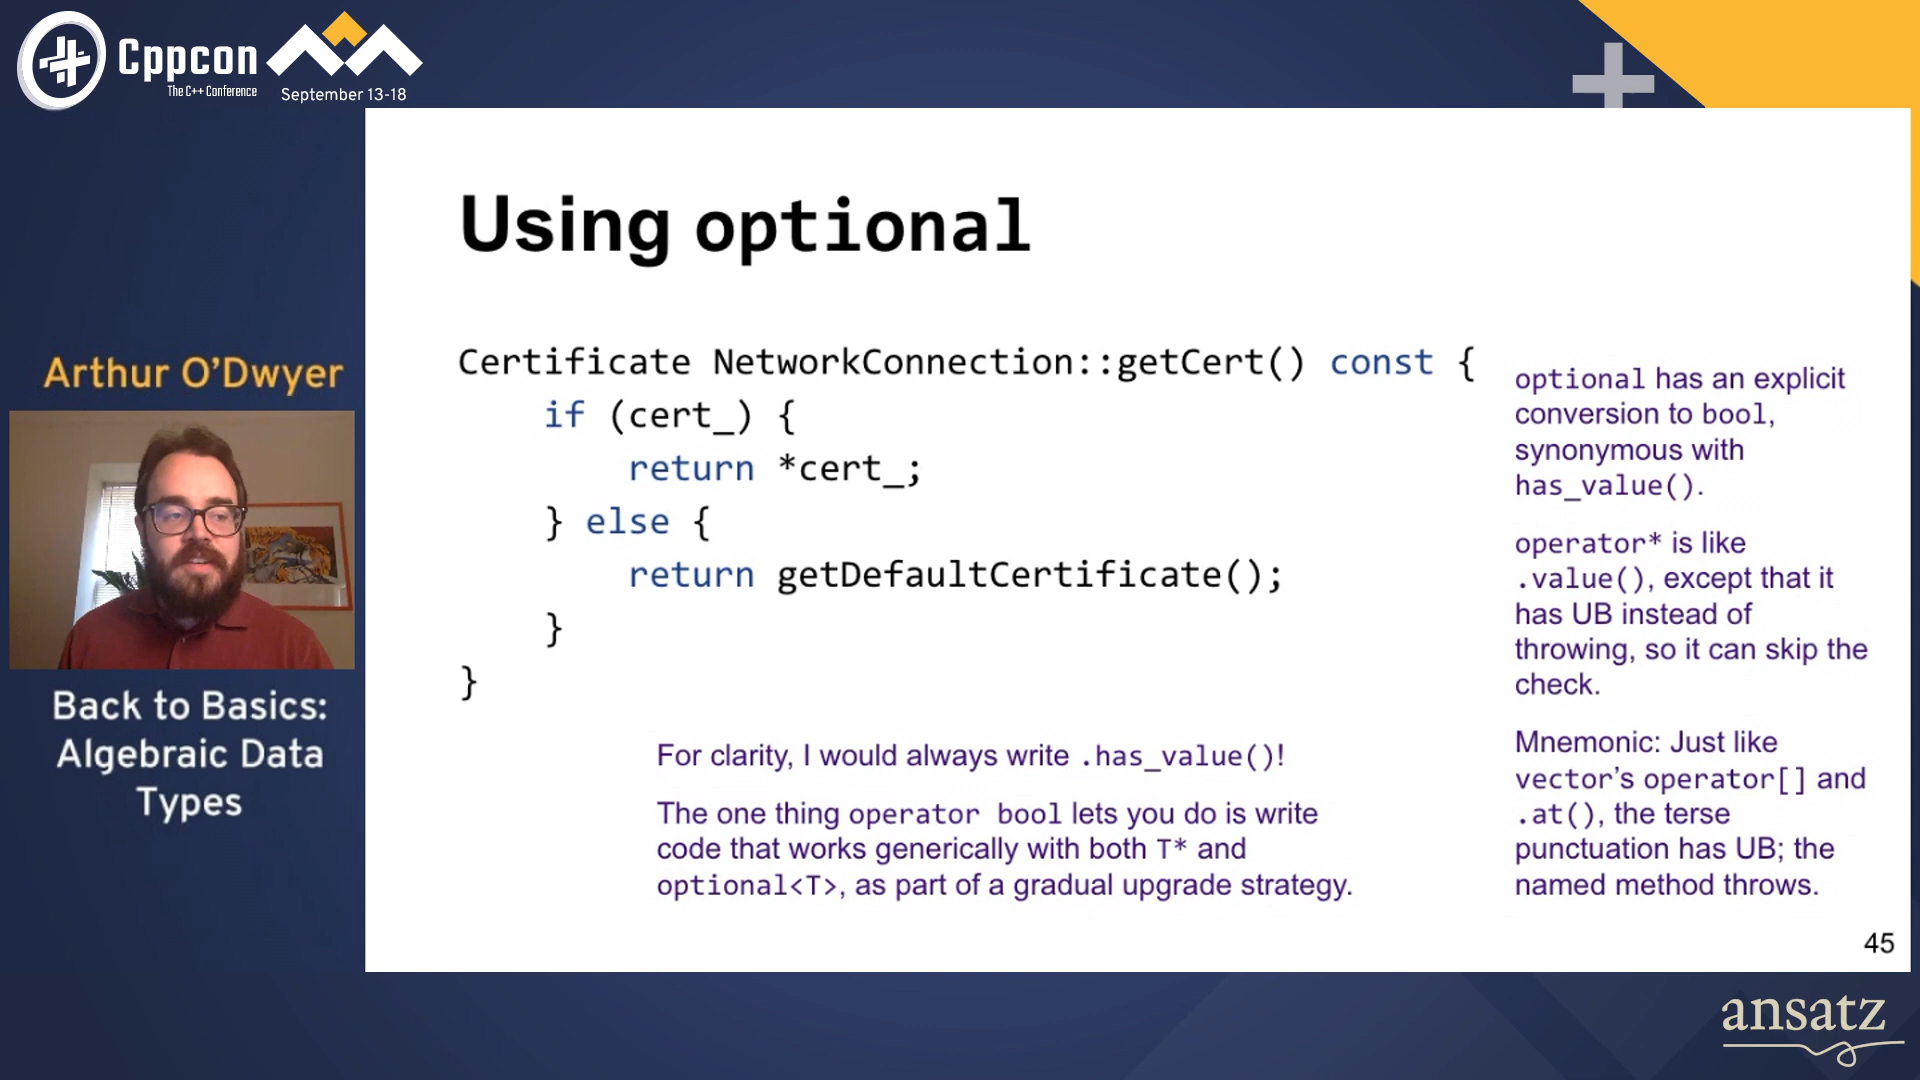 Cppcon
The C++ Conference
September 13-18
Arthur O'Dwyer
Back to Basics:
Algebraic Data
Types
Using optional
Certificate NetworkConnection::getCert() const {
    if (cert_) {
        return *cert_;
    } else {
        return getDefaultCertificate();
    }
}
For clarity, I would always write .has_value()!
The one thing operator bool lets you do is write
code that works generically with both T* and
optional<T>, as part of a gradual upgrade strategy.
optional has an explicit
conversion to bool,
synonymous with
has_value().
operator* is like
.value(), except that it
has UB instead of
throwing, so it can skip the
check.
Mnemonic: Just like
vector's operator[] and
.at(), the terse
punctuation has UB; the
named method throws.
45
ansatz